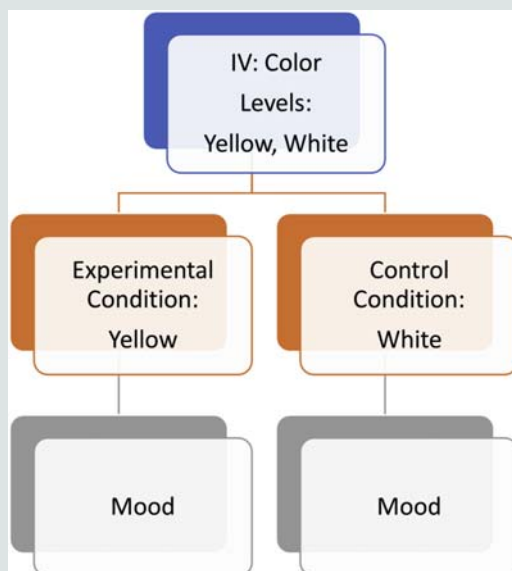 IV: Color
Levels:
Yellow, White
Experimental
Condition:
Yellow
Control
Condition:
White
Mood
Mood